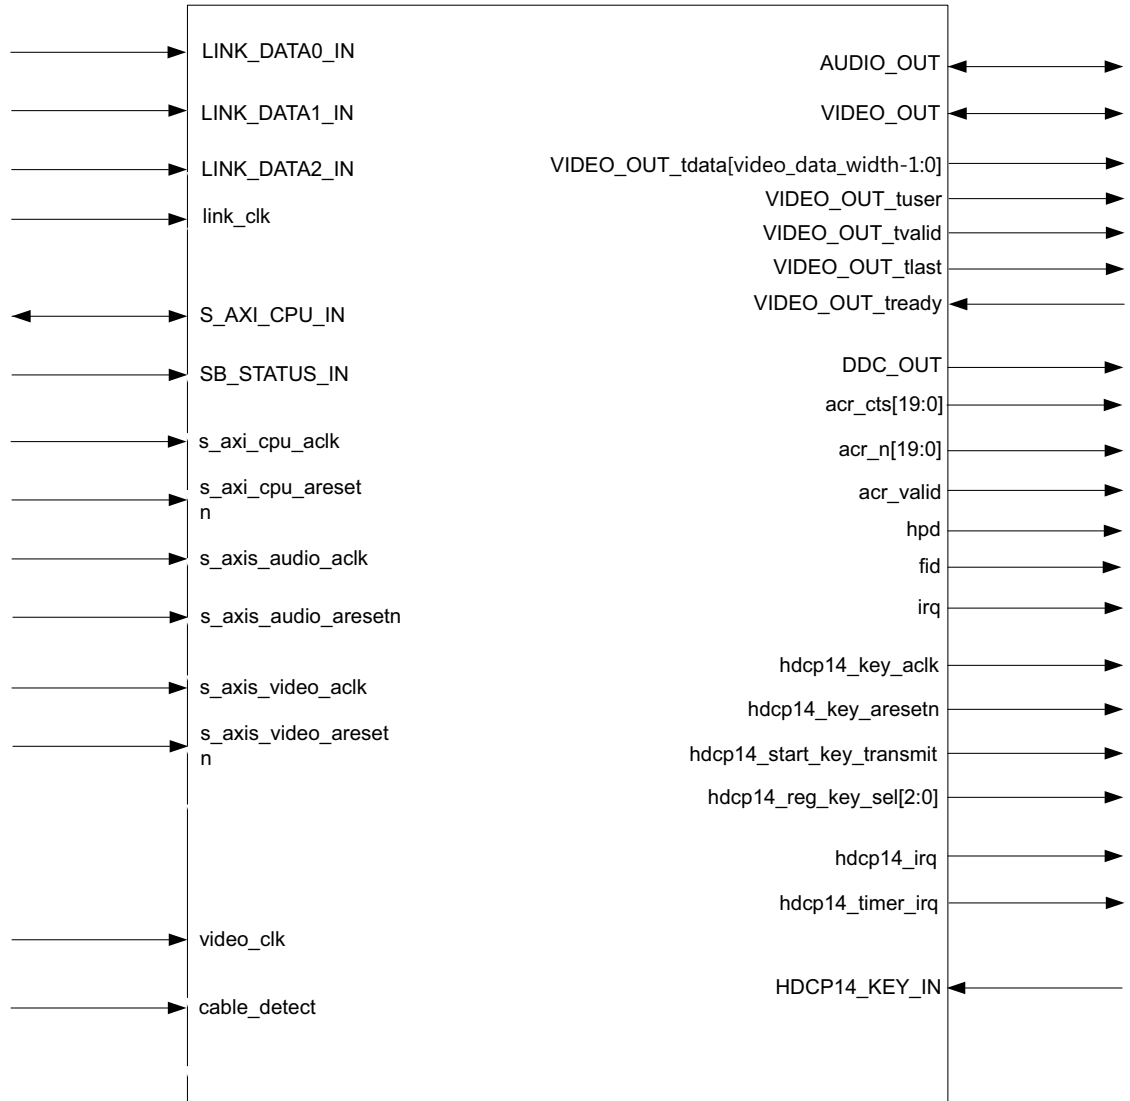 LINK_DATA0_IN
LINK_DATA1_IN
LINK_DATA2_IN
link_clk
S_AXI_CPU_IN
SB_STATUS_IN
s_axi_cpu_aclk
s_axi_cpu_areset
n
s_axis_audio_aclk
s_axis_audio_aresetn
s_axis_video_aclk
s_axis_video_areset
n
video_clk
cable_detect
AUDIO_OUT
VIDEO_OUT
VIDEO_OUT_tdata[video_data_width-1:0]
VIDEO_OUT_tuser
VIDEO_OUT_tvalid
VIDEO_OUT_tlast
VIDEO_OUT_tready
DDC_OUT
acr_cts[19:0]
acr_n[19:0]
acr_valid
hpd
fid
irq
hdcp14_key_aclk
hdcp14_key_aresetn
hdcp14_start_key_transmit
hdcp14_reg_key_sel[2:0]
hdcp14_irq
hdcp14_timer_irq
HDCP14_KEY_IN